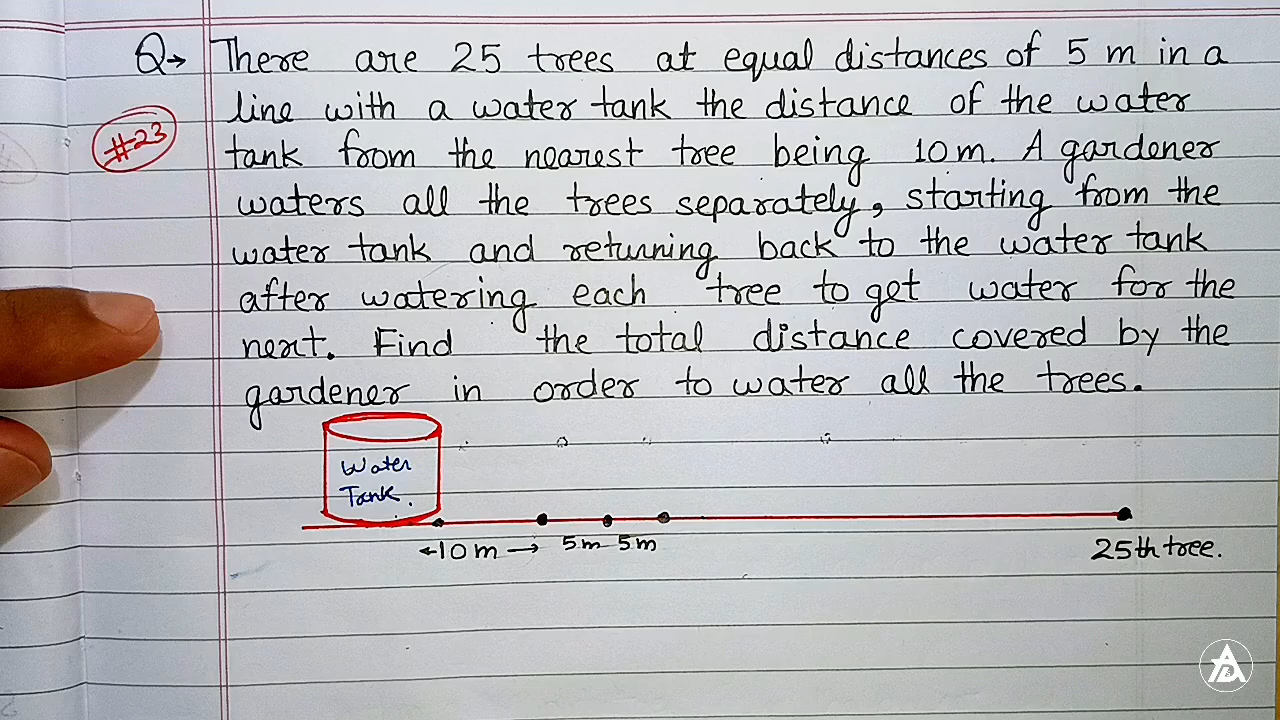 Q→ There are 25 trees at equal distances of 5 m in a
#23
line with a water tank the distance of the water
tank from the nearest tree being 10 m. A gardener
waters all the trees separately, starting from the
water tank and returning back to the water tank
after watering each tree to get water for the
next. Find the total distance covered by the
gardener in order to water all the trees.
Water
Tank.
←10 m→ 5m 5m
25th tree.